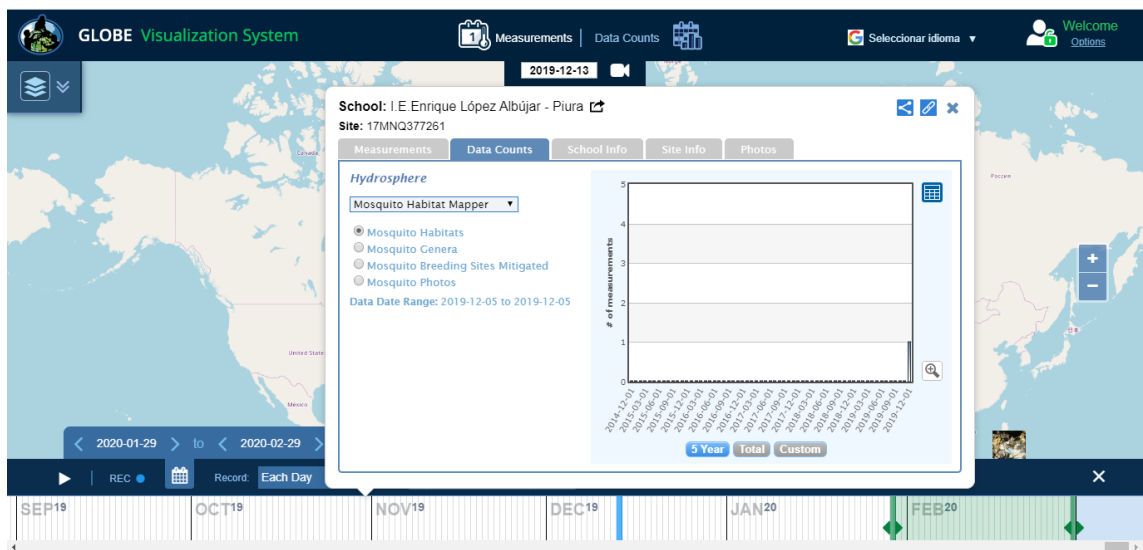 GLOBE Visualization System
1 Measurements | Data Counts
Seleccionar idioma ▼
Welcome
Options
2019-12-13
School: I.E.Enrique López Albújar - Piura
Site: 17MNQ377261
Measurements Data Counts School Info Site Info Photos
Hydrosphere
Mosquito Habitat Mapper
Mosquito Habitats
Mosquito Genera
Mosquito Breeding Sites Mitigated
Mosquito Photos
Data Date Range: 2019-12-05 to 2019-12-05
# of measurements
5
4
3
2
1
0
2014-12-01
2015-03-01
2015-06-01
2015-09-01
2015-12-01
2016-03-01
2016-06-01
2016-09-01
2016-12-01
2017-03-01
2017-06-01
2017-09-01
2017-12-01
2018-03-01
2018-06-01
2018-09-01
2018-12-01
2019-03-01
2019-06-01
2019-09-01
2019-12-01
5 Year Total Custom
Canada
United State
México
Россия
日本
+
−
2020-01-29 to 2020-02-29
REC Record: Each Day
SEP19 OCT19 NOV19 DEC19 JAN20 FEB20